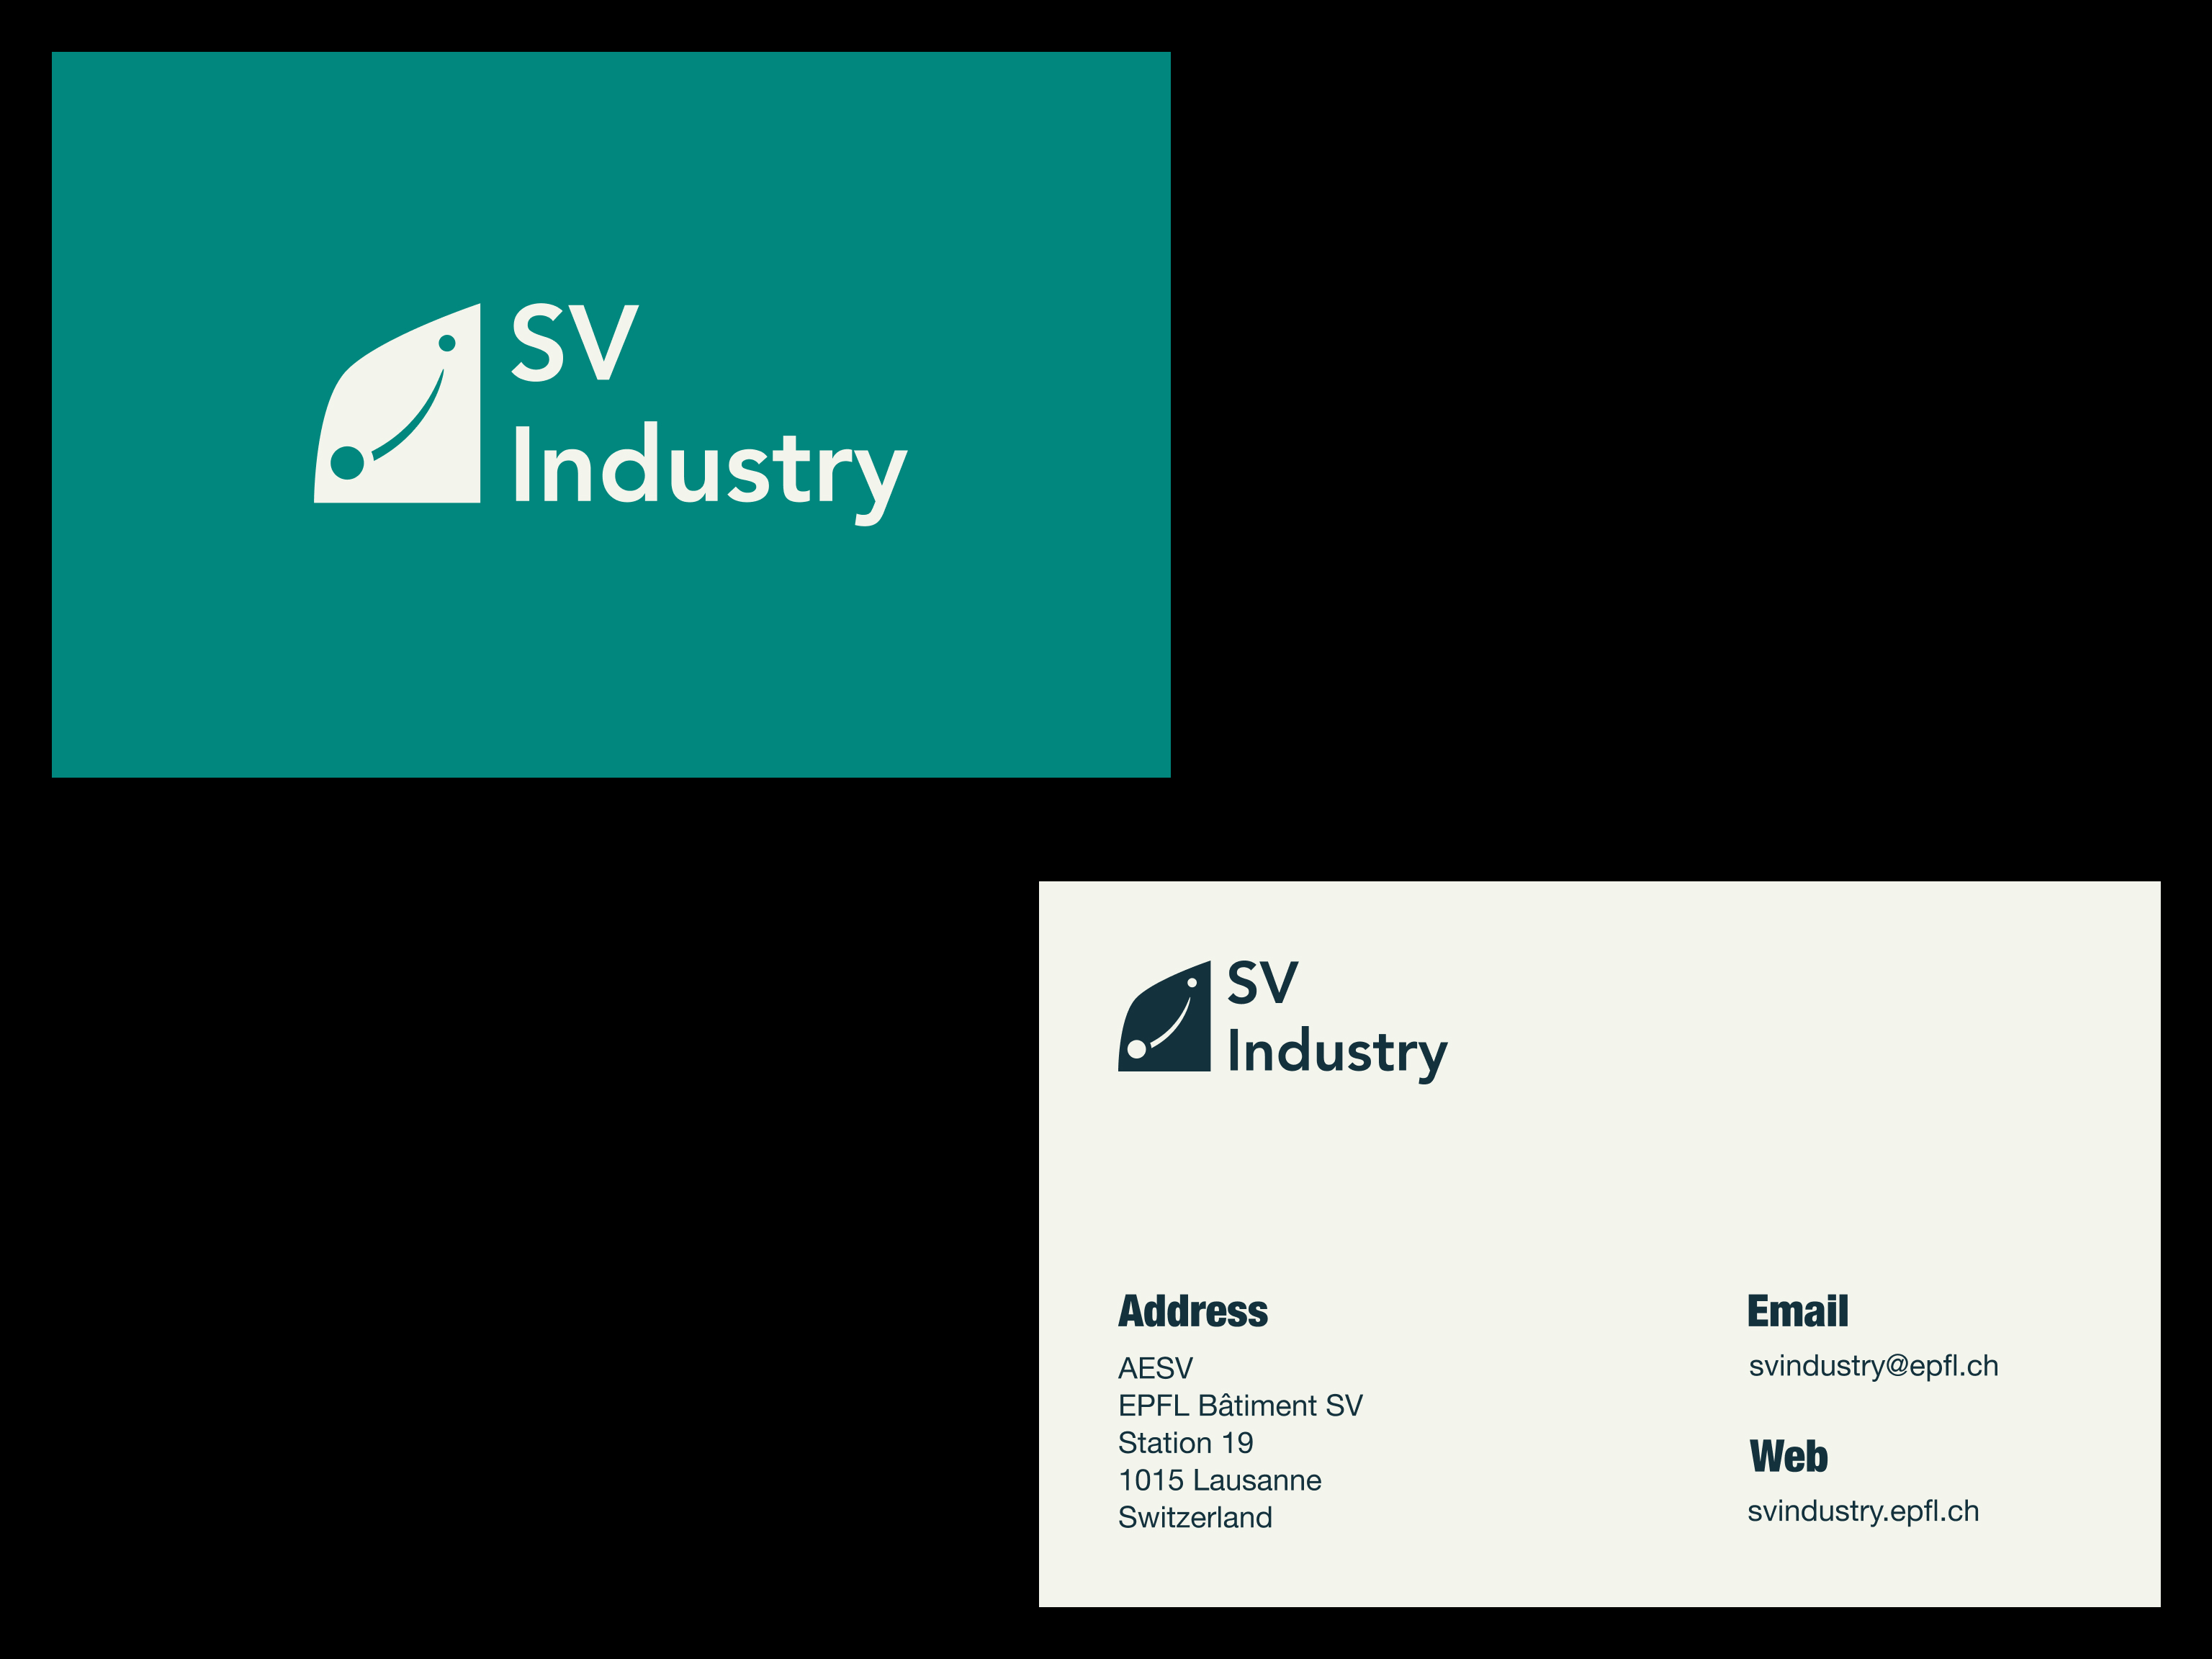 SV
Industry
SV
Industry
Address
AESV
EPFL Bâtiment SV
Station 19
1015 Lausanne
Switzerland
Email
svindustry@epfl.ch
Web
svindustry.epfl.ch